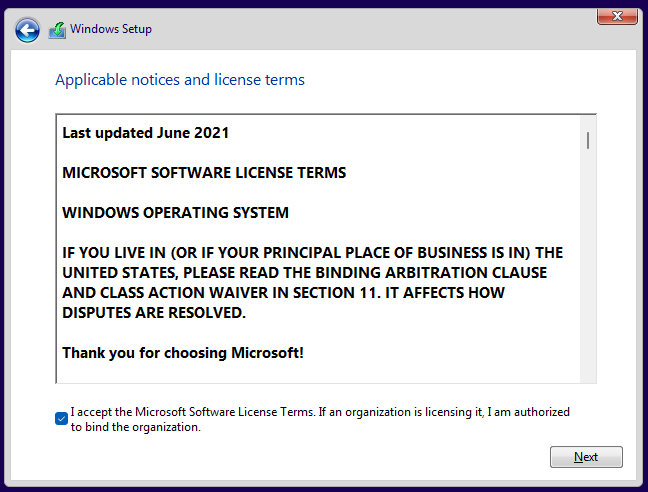 Windows Setup
Applicable notices and license terms
Last updated June 2021
MICROSOFT SOFTWARE LICENSE TERMS
WINDOWS OPERATING SYSTEM
IF YOU LIVE IN (OR IF YOUR PRINCIPAL PLACE OF BUSINESS IS IN) THE
UNITED STATES, PLEASE READ THE BINDING ARBITRATION CLAUSE
AND CLASS ACTION WAIVER IN SECTION 11. IT AFFECTS HOW
DISPUTES ARE RESOLVED.
Thank you for choosing Microsoft!
I accept the Microsoft Software License Terms. If an organization is licensing it, I am authorized
to bind the organization.
Next